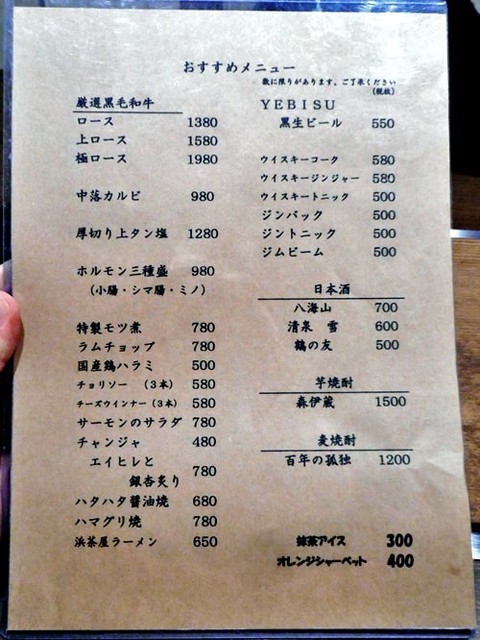 おすすめメニュー
数に限りがあります、ご了承ください
(税抜)
厳選黒毛和牛
ロース 1380
上ロース 1580
極ロース 1980
中落カルビ 980
厚切り上タン塩 1280
ホルモン三種盛 980
(小腸・シマ腸・ミノ)
特製モツ煮 780
ラムチョップ 780
国産鶏ハラミ 500
チョリソー (3本) 580
チーズウインナー(3本) 580
サーモンのサラダ 780
チャンジャ 480
エイヒレと
銀杏炙り 780
ハタハタ醤油焼 680
ハマグリ焼 780
浜茶屋ラーメン 650
YEBISU
黒生ビール 550
ウイスキーコーク 580
ウイスキージンジャー 580
ウイスキートニック 500
ジンバック 500
ジントニック 500
ジムビーム 500
日本酒
八海山 700
清泉 雪 600
鶴の友 500
芋焼酎
森伊蔵 1500
麦焼酎
百年の孤独 1200
抹茶アイス 300
オレンジシャーベット 400